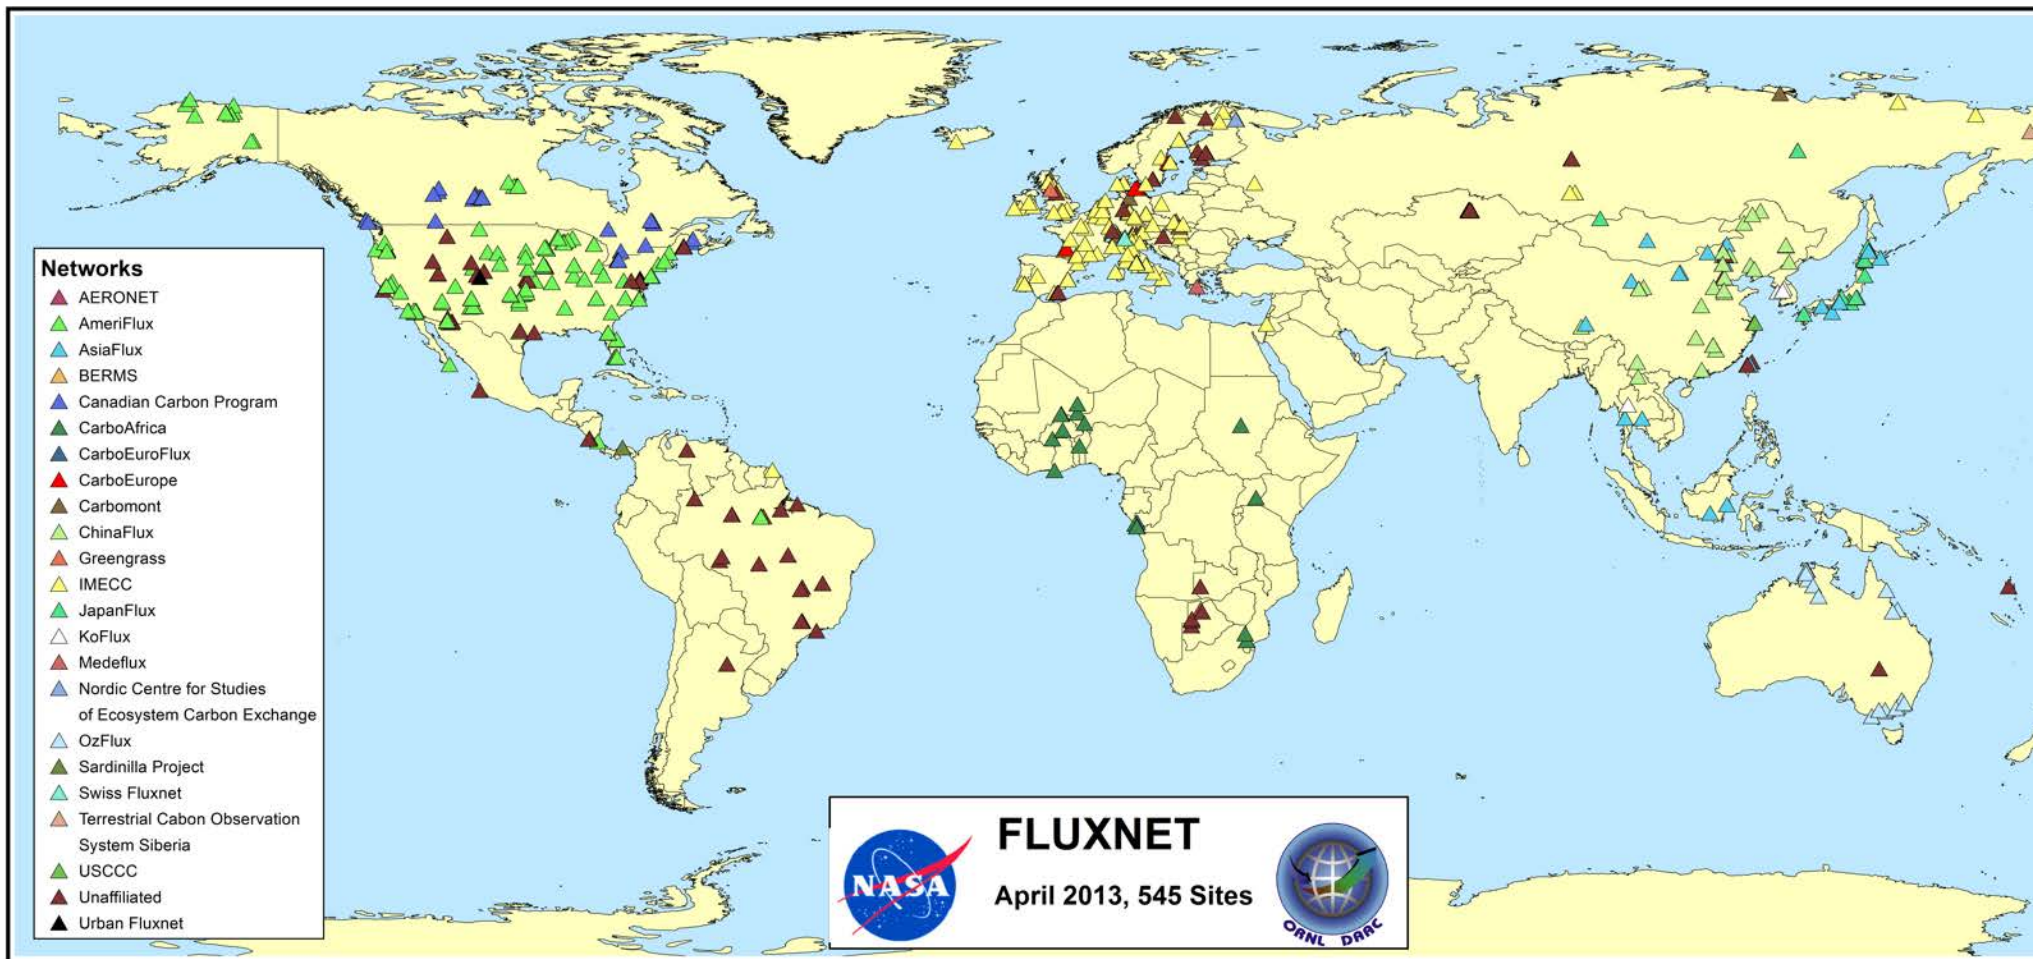 Networks
AERONET
AmeriFlux
AsiaFlux
BERMS
Canadian Carbon Program
CarboAfrica
CarboEuroFlux
CarboEurope
Carbomont
ChinaFlux
Greengrass
IMECC
JapanFlux
KoFlux
Medeflux
Nordic Centre for Studies
of Ecosystem Carbon Exchange
OzFlux
Sardinilla Project
Swiss Fluxnet
Terrestrial Cabon Observation
System Siberia
USCCC
Unaffiliated
Urban Fluxnet
NASA
FLUXNET
April 2013, 545 Sites
ORNL DAAC